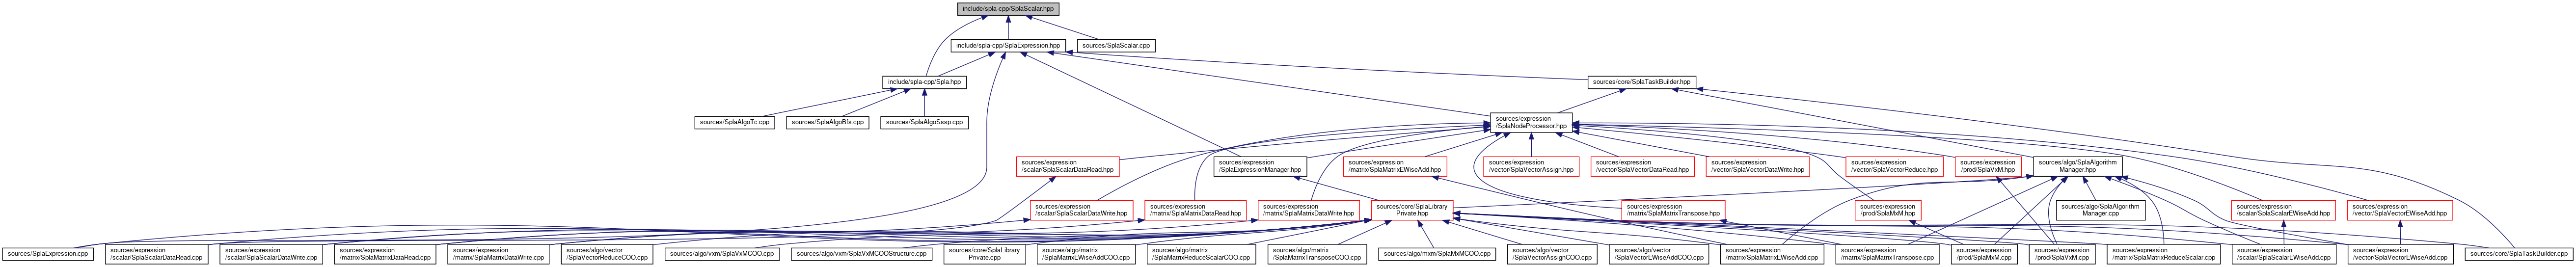 include/spla-cpp/SplaScalar.hpp
include/spla-cpp/SplaExpression.hpp
sources/SplaScalar.cpp
include/spla-cpp/Spla.hpp
sources/core/SplaTaskBuilder.hpp
sources/SplaAlgoTc.cpp
sources/SplaAlgoBfs.cpp
sources/SplaAlgoSssp.cpp
sources/expression
/SplaNodeProcessor.hpp
sources/expression
/scalar/SplaScalarDataRead.hpp
sources/expression
/SplaExpressionManager.hpp
sources/expression
/matrix/SplaMatrixEWiseAdd.hpp
sources/expression
/vector/SplaVectorAssign.hpp
sources/expression
/vector/SplaVectorDataRead.hpp
sources/expression
/vector/SplaVectorDataWrite.hpp
sources/expression
/vector/SplaVectorReduce.hpp
sources/expression
/prod/SplaVxM.hpp
sources/algo/SplaAlgorithm
Manager.hpp
sources/expression
/scalar/SplaScalarDataWrite.hpp
sources/expression
/matrix/SplaMatrixDataRead.hpp
sources/expression
/matrix/SplaMatrixDataWrite.hpp
sources/core/SplaLibrary
Private.hpp
sources/expression
/matrix/SplaMatrixTranspose.hpp
sources/expression
/prod/SplaMxM.hpp
sources/algo/SplaAlgorithm
Manager.cpp
sources/expression
/scalar/SplaScalarEWiseAdd.hpp
sources/expression
/vector/SplaVectorEWiseAdd.hpp
sources/SplaExpression.cpp
sources/expression
/scalar/SplaScalarDataRead.cpp
sources/expression
/scalar/SplaScalarDataWrite.cpp
sources/expression
/matrix/SplaMatrixDataRead.cpp
sources/expression
/matrix/SplaMatrixDataWrite.cpp
sources/algo/vector
/SplaVectorReduceCOO.cpp
sources/algo/vxm/SplaVxMCOO.cpp
sources/algo/vxm/SplaVxMCOOStructure.cpp
sources/core/SplaLibrary
Private.cpp
sources/algo/matrix
/SplaMatrixEWiseAddCOO.cpp
sources/algo/matrix
/SplaMatrixReduceScalarCOO.cpp
sources/algo/matrix
/SplaMatrixTransposeCOO.cpp
sources/algo/mxm/SplaMxMCOO.cpp
sources/algo/vector
/SplaVectorAssignCOO.cpp
sources/algo/vector
/SplaVectorEWiseAddCOO.cpp
sources/expression
/matrix/SplaMatrixEWiseAdd.cpp
sources/expression
/matrix/SplaMatrixTranspose.cpp
sources/expression
/prod/SplaMxM.cpp
sources/expression
/prod/SplaVxM.cpp
sources/expression
/matrix/SplaMatrixReduceScalar.cpp
sources/expression
/scalar/SplaScalarEWiseAdd.cpp
sources/expression
/vector/SplaVectorEWiseAdd.cpp
sources/core/SplaTaskBuilder.cpp